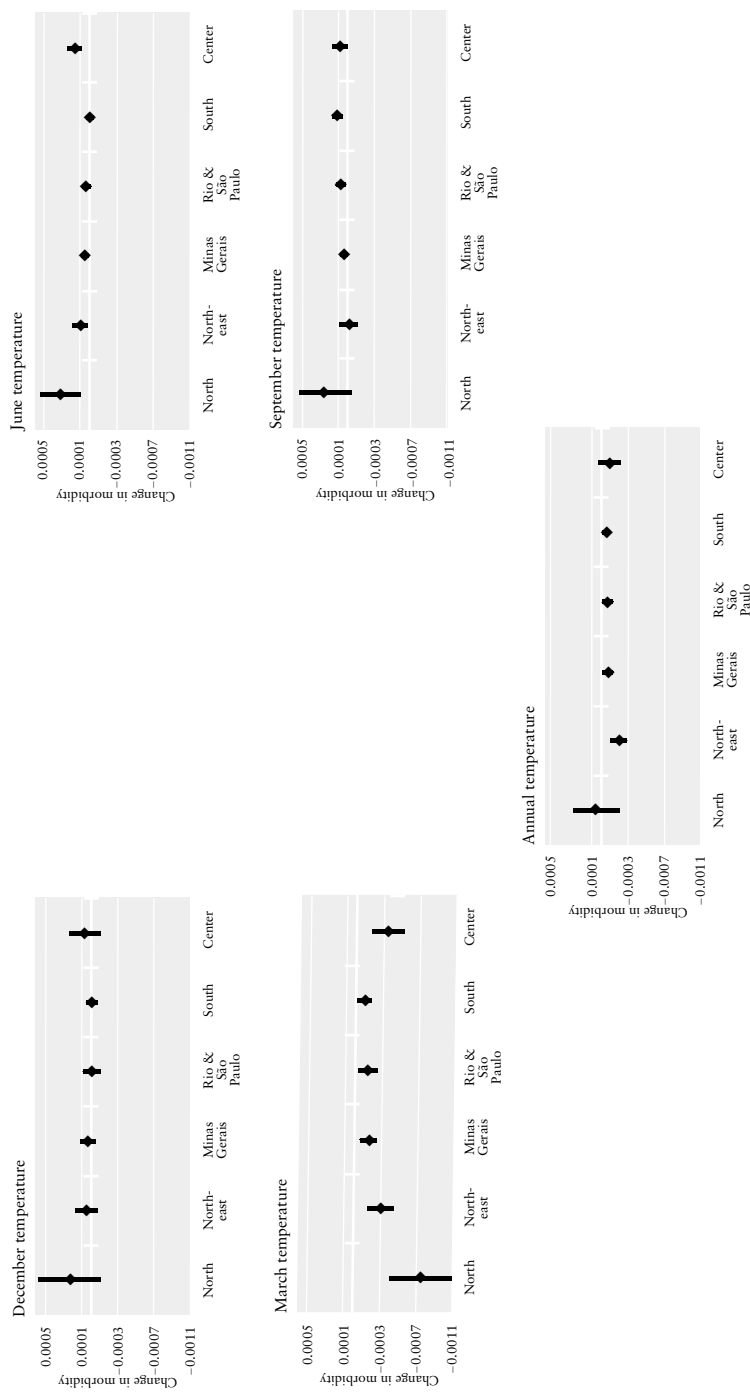 December temperature
Change in morbidity
0.0005
0.0001
−0.0003
−0.0007
−0.0011
North
North-
east
Minas
Gerais
Rio &
São
Paulo
South
Center
June temperature
Change in morbidity
0.0005
0.0001
−0.0003
−0.0007
−0.0011
North
North-
east
Minas
Gerais
Rio &
São
Paulo
South
Center
March temperature
Change in morbidity
0.0005
0.0001
−0.0003
−0.0007
−0.0011
North
North-
east
Minas
Gerais
Rio &
São
Paulo
South
Center
September temperature
Change in morbidity
0.0005
0.0001
−0.0003
−0.0007
−0.0011
North
North-
east
Minas
Gerais
Rio &
São
Paulo
South
Center
Annual temperature
Change in morbidity
0.0005
0.0001
−0.0003
−0.0007
−0.0011
North
North-
east
Minas
Gerais
Rio &
São
Paulo
South
Center